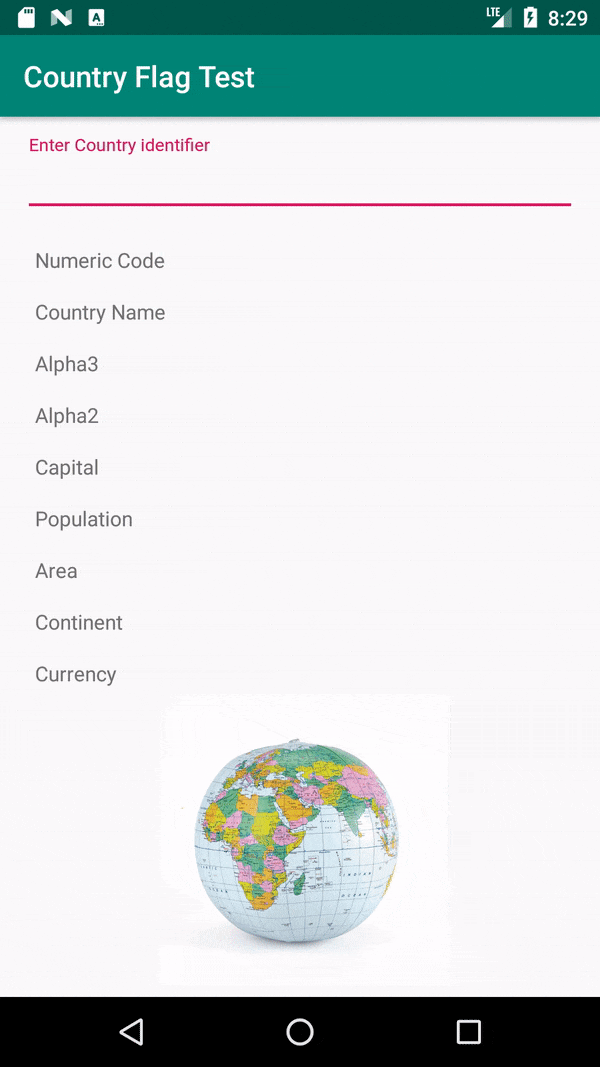 LTE 8:29
Country Flag Test
Enter Country identifier
Numeric Code
Country Name
Alpha3
Alpha2
Capital
Population
Area
Continent
Currency